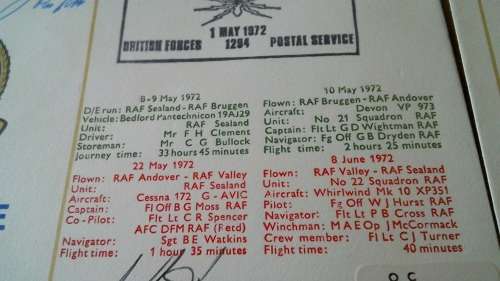 1 MAY 1972
BRITISH FORCES 1294 POSTAL SERVICE
8-9 May 1972
D/E run: RAF Sealand - RAF Bruggen
Vehicle: Bedford Pantechnicon 19AJ29
Unit: RAF Sealand
Driver: Mr F H Clement
Storeman: Mr C G Bullock
Journey time: 33 hours 45 minutes
10 May 1972
Flown: RAF Bruggen - RAF Andover
Aircraft: Devon VP 973
Unit: No 21 Squadron RAF
Captain: Flt Lt G D Wightman RAF
Navigator: Fg Off G B Dryden RAF
Flight time: 2 hours 25 minutes
22 May 1972
Flown: RAF Andover - RAF Valley
Unit: RAF Sealand
Aircraft: Cessna 172 G - AVIC
Captain: Fl Off B G Moss RAF
Co-Pilot: Flt Lt C R Spencer
AFC DFM RAF (Retd)
Navigator: Sgt B E Watkins
Flight time: 1 hour 35 minutes
8 June 1972
Flown: RAF Valley - RAF Sealand
Unit: No 22 Squadron RAF
Aircraft: Whirlwind Mk 10 XP351
Pilot: Fg Off W J Hurst RAF
Navigator: Flt Lt P B Cross RAF
Winchman: M A E Op J McCormack
Crew member: Fl Lt C J Turner
Flight time: 40 minutes
E
O C